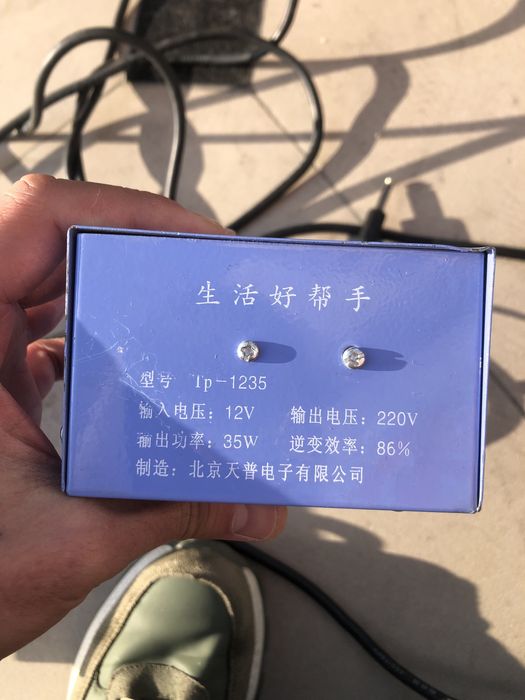 生活好帮手
型号 Tp-1235
输入电压：12V 输出电压：220V
输出功率：35W 逆变效率：86%
制造：北京天普电子有限公司